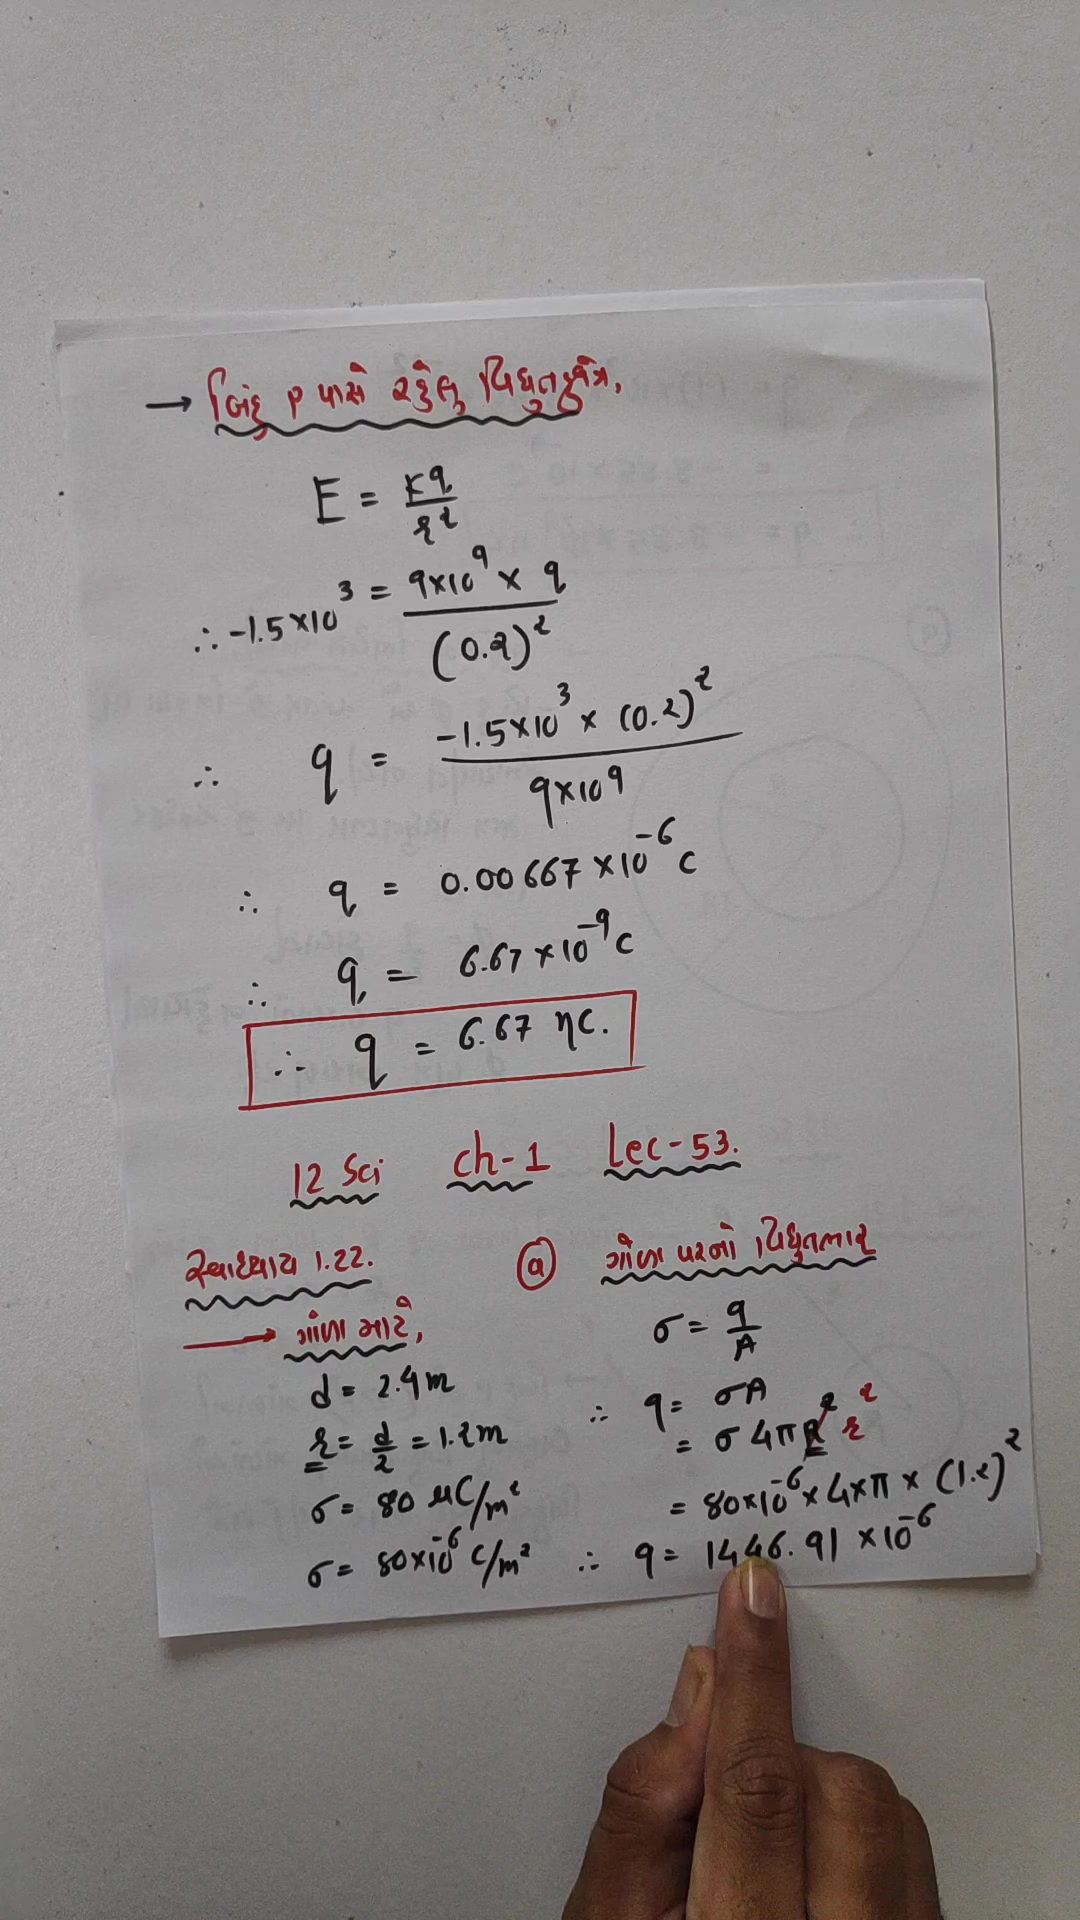 → બિંદુ P પાસે રહેલુ વિદ્યુતક્ષેત્ર,
E = kq / r²
∴ -1.5×10³ = 9×10⁹ × q / (0.2)²
∴ q = -1.5×10³ × (0.2)² / 9×10⁹
∴ q = 0.00667 ×10⁻⁶ C
∴ q = 6.67 ×10⁻⁹ C
∴ q = 6.67 ηC.
12 Sci ch-1 Lec-53.
સ્વાધ્યાય 1.22.
→ ગોળા માટે,
d = 2.4m
r = d/2 = 1.2m
σ = 80 μC/m²
σ = 80×10⁻⁶ C/m²
ⓐ ગોળા પરનો વિદ્યુતભાર
σ = q / A
∴ q = σA
= σ 4π r²
= 80×10⁻⁶ × 4×π × (1.2)²
∴ q = 1446.91 ×10⁻⁶